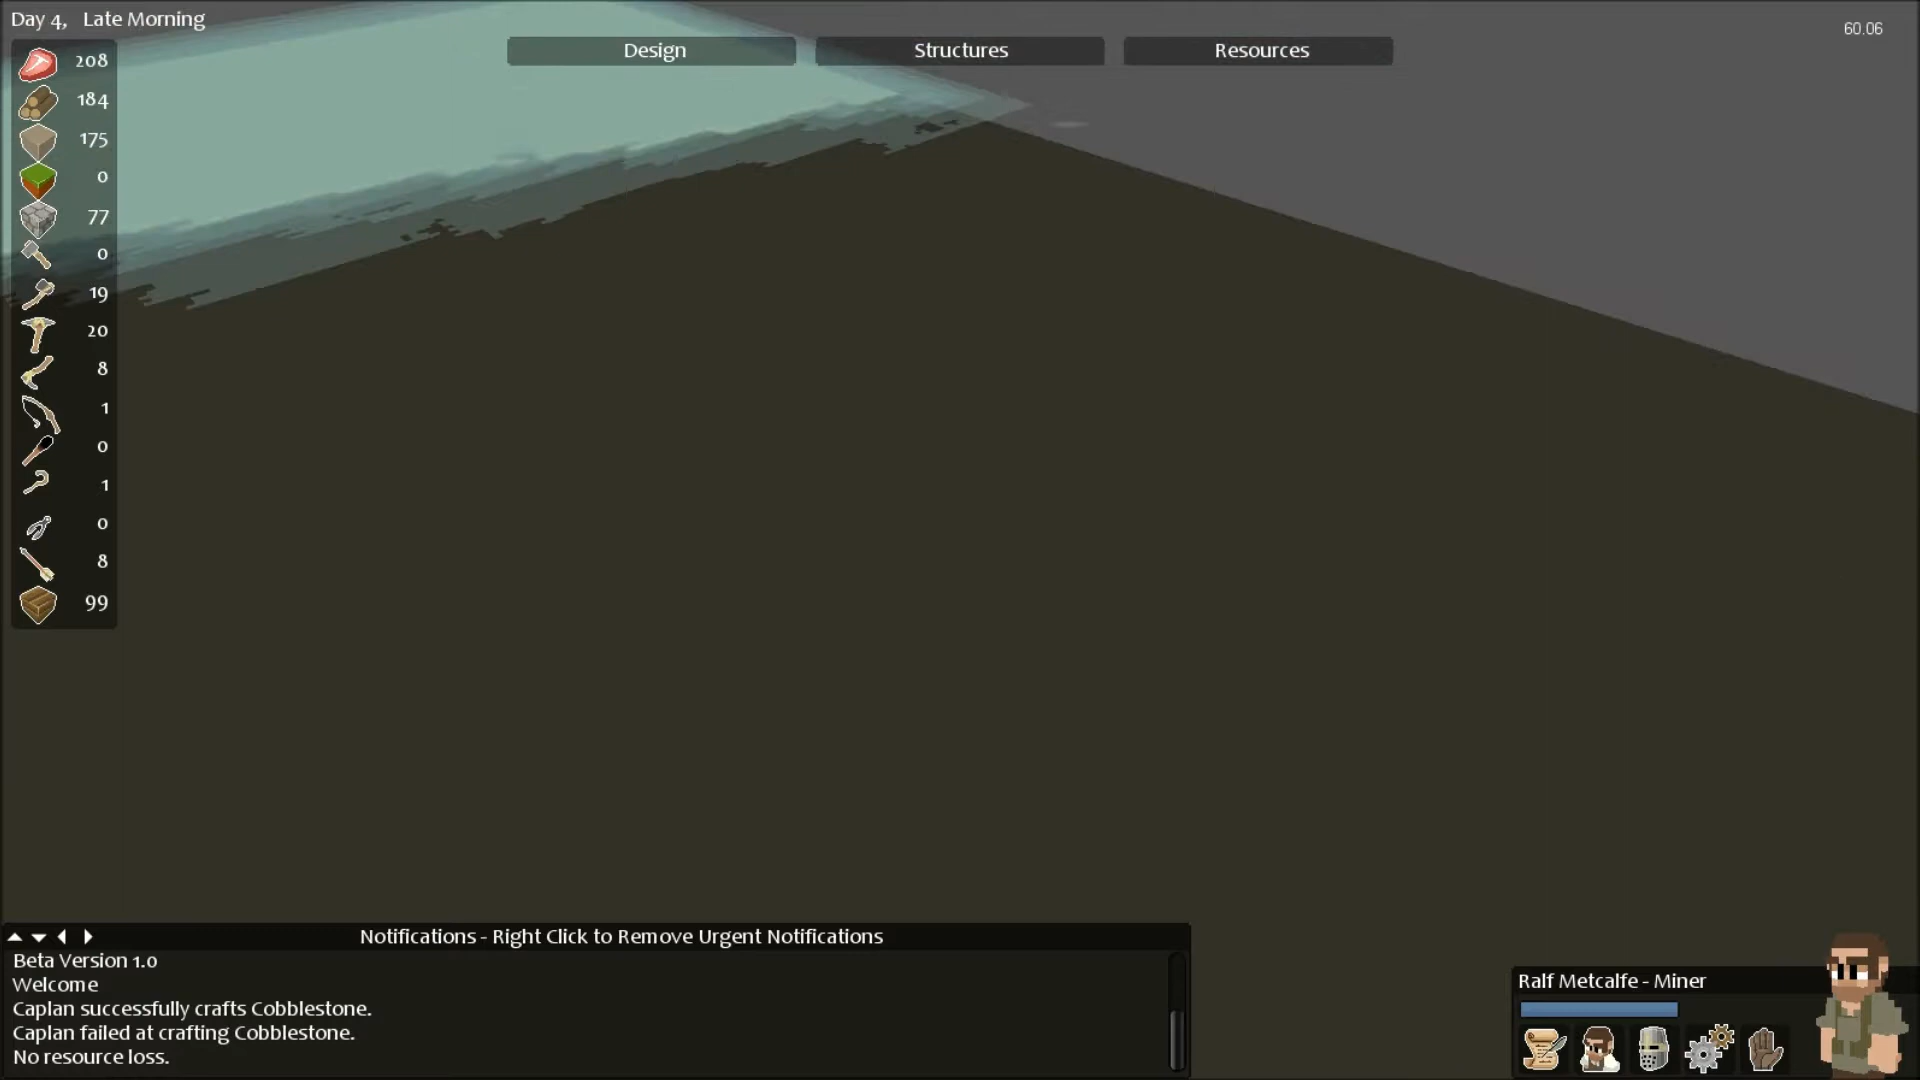 Day 4, Late Morning
60.06
Design
Structures
Resources
208
184
175
0
77
0
19
20
8
1
0
1
0
8
99
Notifications - Right Click to Remove Urgent Notifications
Beta Version 1.0
Welcome
Caplan successfully crafts Cobblestone.
Caplan failed at crafting Cobblestone.
No resource loss.
Ralf Metcalfe - Miner